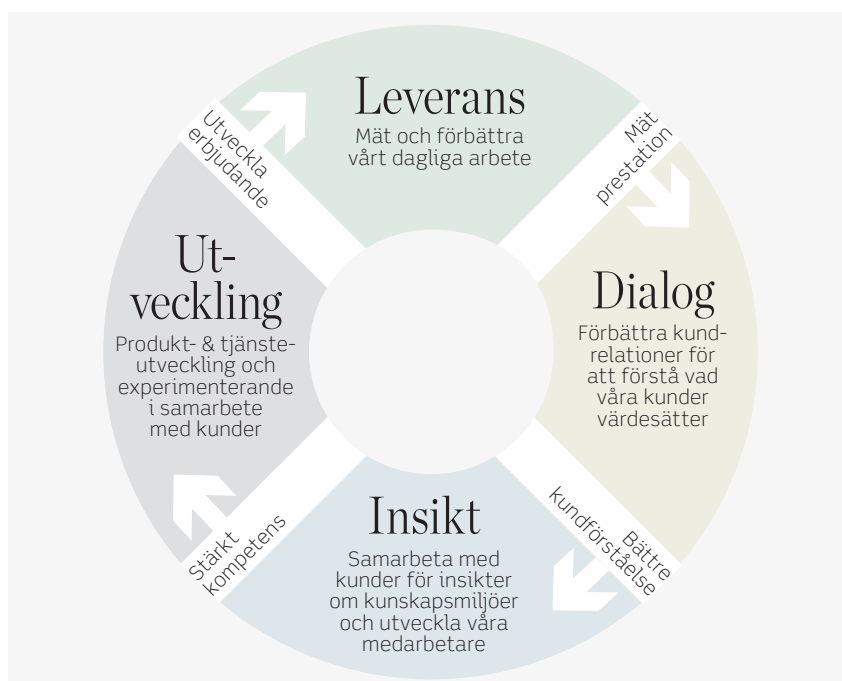 Leverans
Mät och förbättra
vårt dagliga arbete
Mät
prestation
Dialog
Förbättra kund-
relationer för
att förstå vad
våra kunder
värdesätter
Bättre
kundförståelse
Insikt
Samarbeta med
kunder för insikter
om kunskapsmiljöer
och utveckla våra
medarbetare
Stärkt
kompetens
Ut-
veckling
Produkt- & tjänste-
utveckling och
experimenterande
i samarbete
med kunder
Utveckla
erbjudande